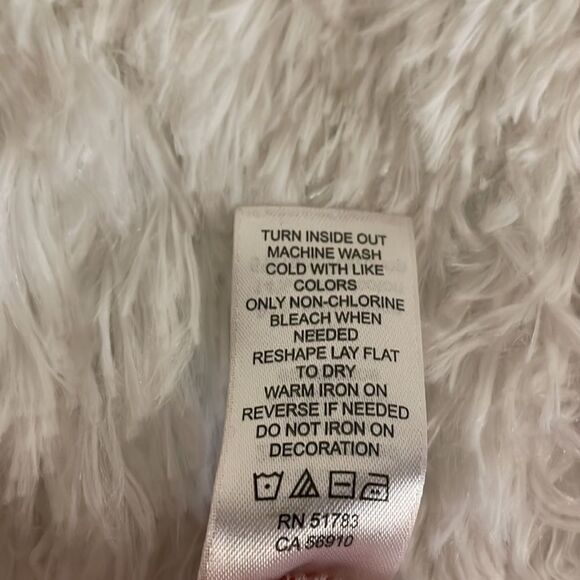 TURN INSIDE OUT
MACHINE WASH
COLD WITH LIKE
COLORS
ONLY NON-CHLORINE
BLEACH WHEN
NEEDED
RESHAPE LAY FLAT
TO DRY
WARM IRON ON
REVERSE IF NEEDED
DO NOT IRON ON
DECORATION
RN 51783
CA 56910